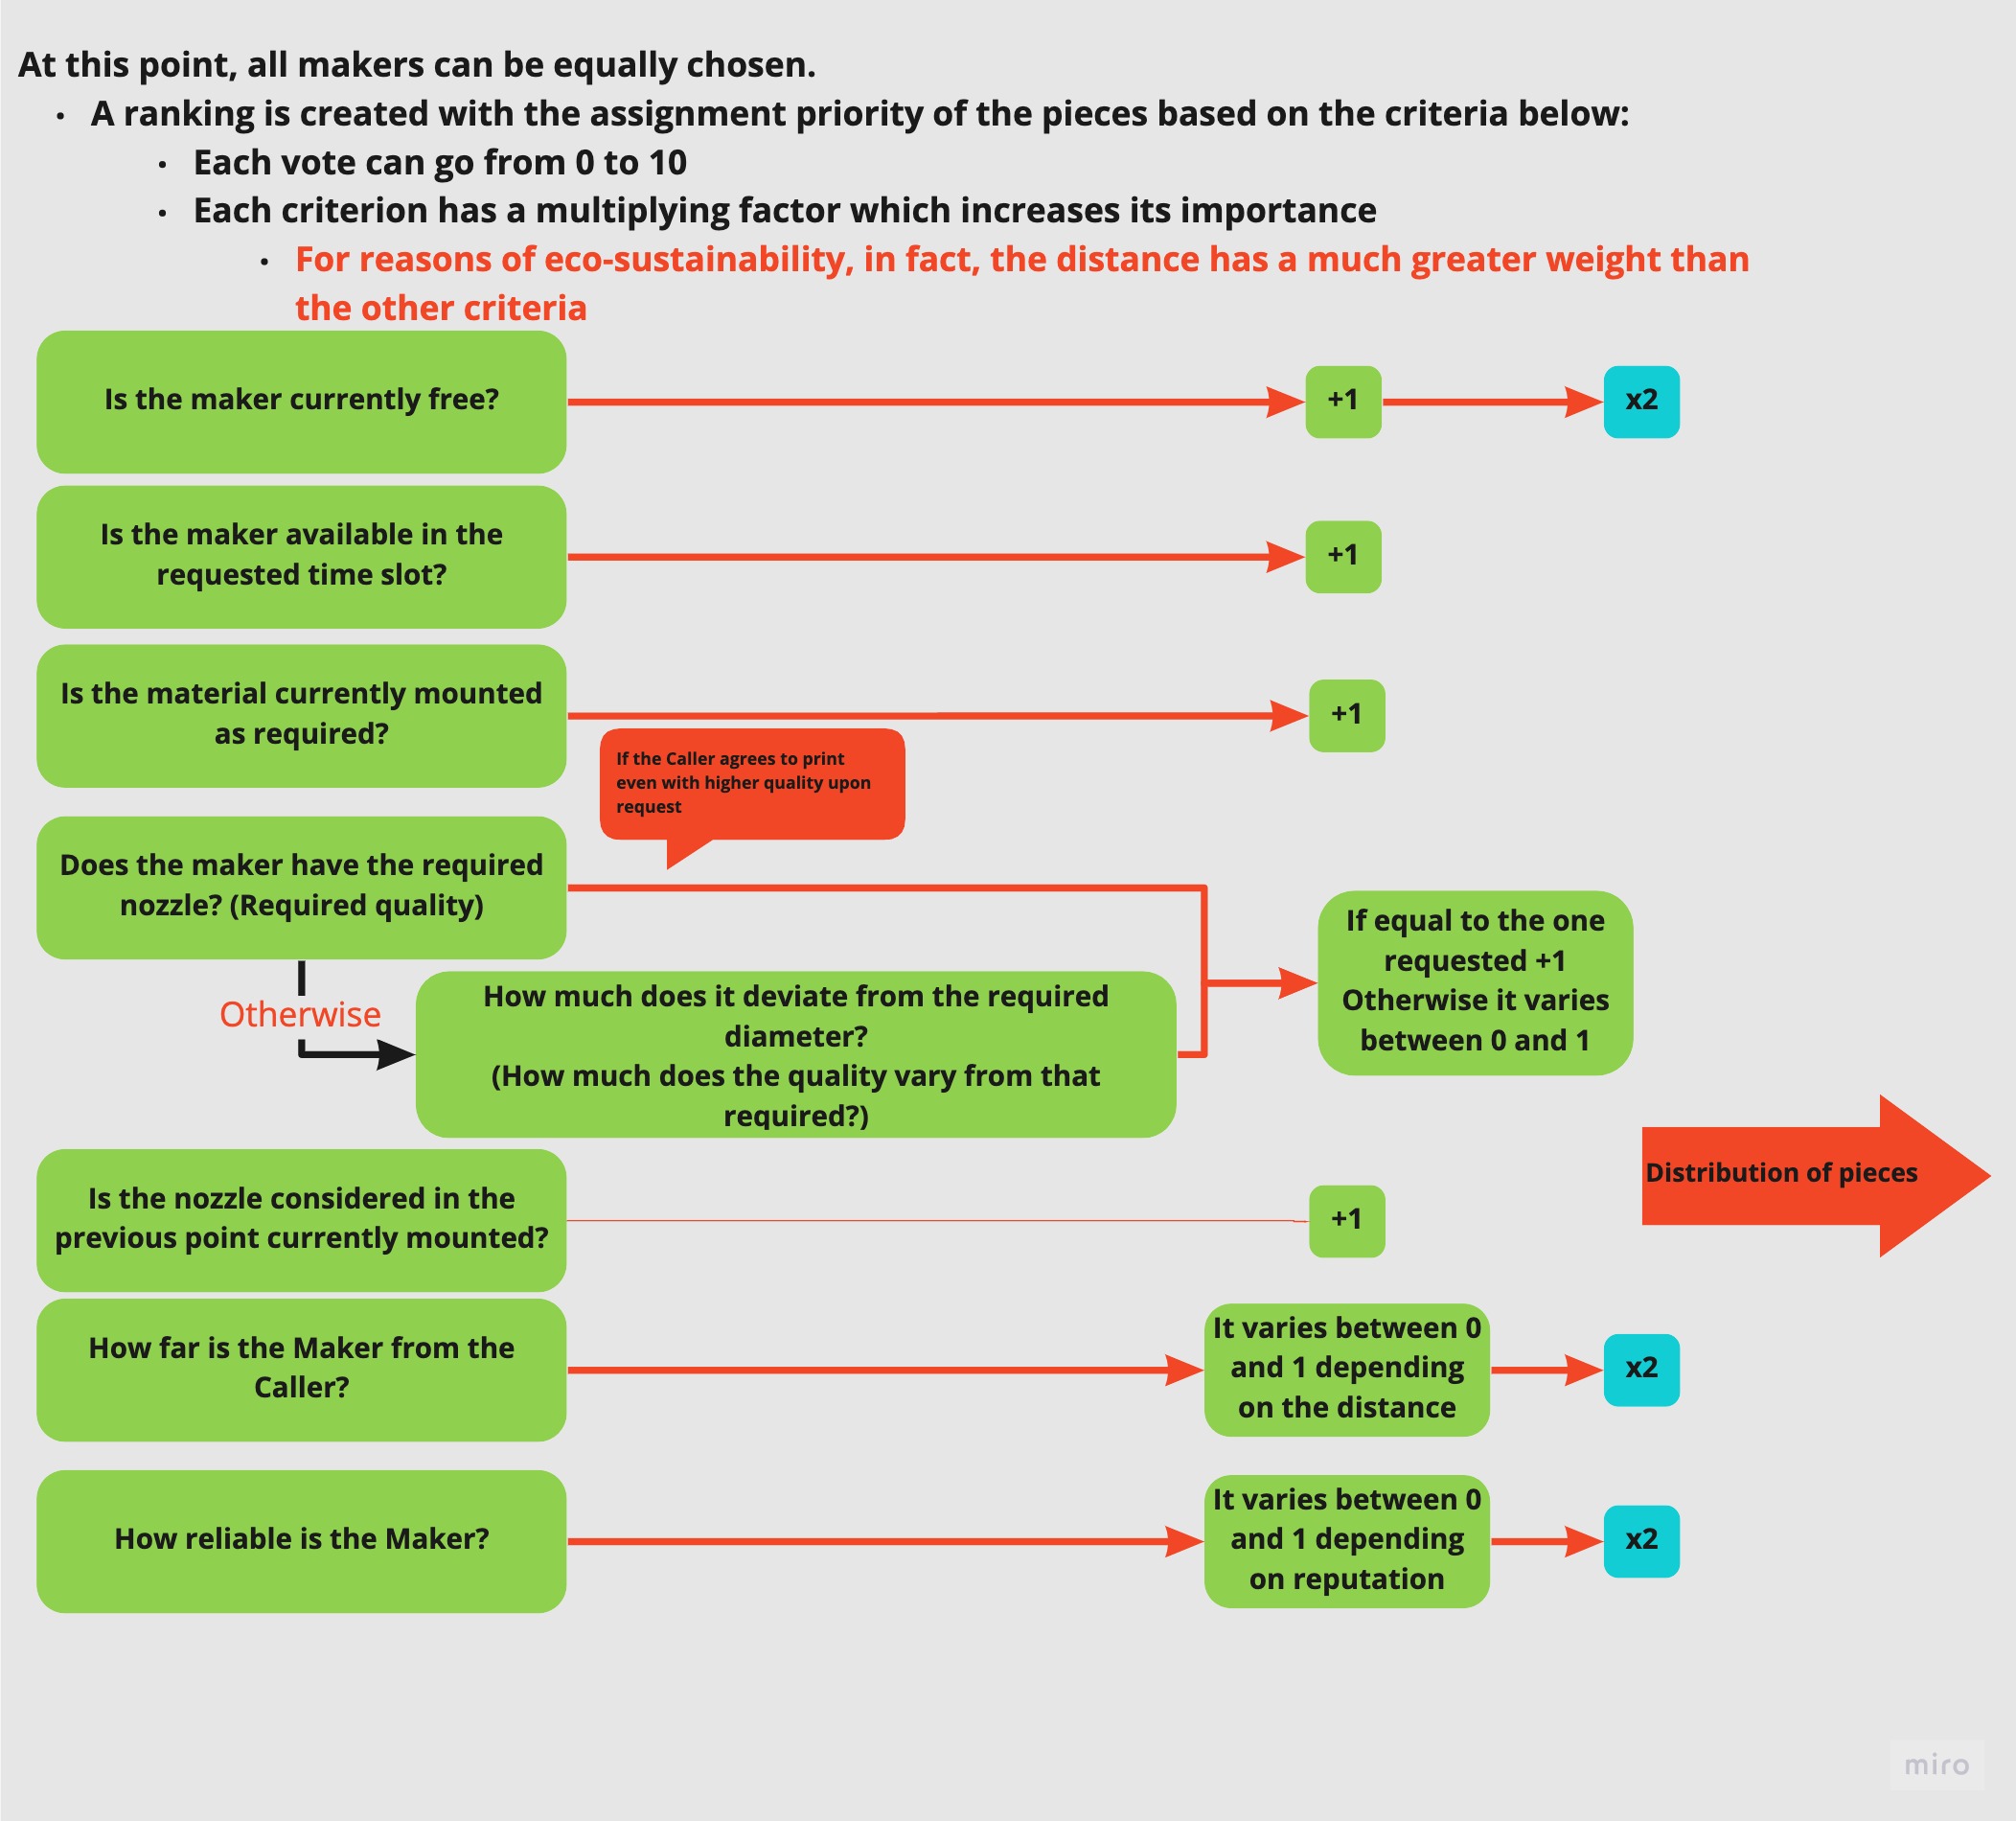 At this point, all makers can be equally chosen.
• A ranking is created with the assignment priority of the pieces based on the criteria below:
• Each vote can go from 0 to 10
• Each criterion has a multiplying factor which increases its importance
• For reasons of eco-sustainability, in fact, the distance has a much greater weight than
the other criteria
Is the maker currently free?
+1
x2
Is the maker available in the
requested time slot?
+1
Is the material currently mounted
as required?
+1
If the Caller agrees to print
even with higher quality upon
request
Does the maker have the required
nozzle? (Required quality)
Otherwise
How much does it deviate from the required
diameter?
(How much does the quality vary from that
required?)
If equal to the one
requested +1
Otherwise it varies
between 0 and 1
Distribution of pieces
Is the nozzle considered in the
previous point currently mounted?
+1
How far is the Maker from the
Caller?
It varies between 0
and 1 depending
on the distance
x2
How reliable is the Maker?
It varies between 0
and 1 depending
on reputation
x2
miro